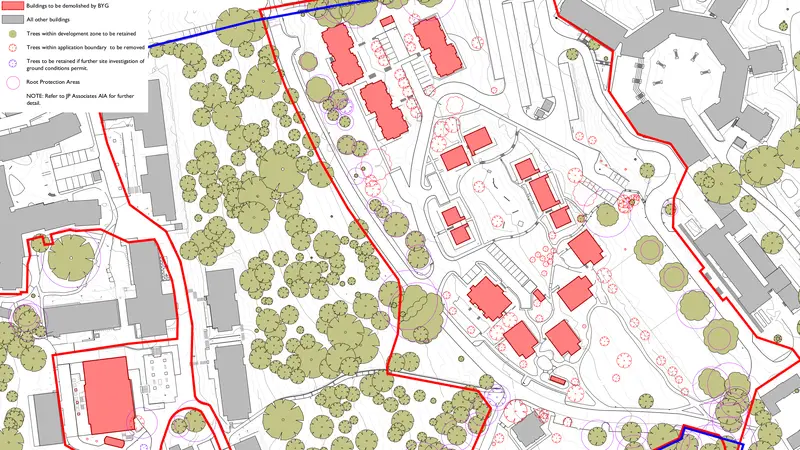 Buildings to be demolished by BYG
All other buildings
Trees within development zone to be retained
Trees within application boundary to be removed
Trees to be retained if further site investigation of
ground conditions permit.
Root Protection Areas
NOTE: Refer to JP Associates AIA for further
detail.